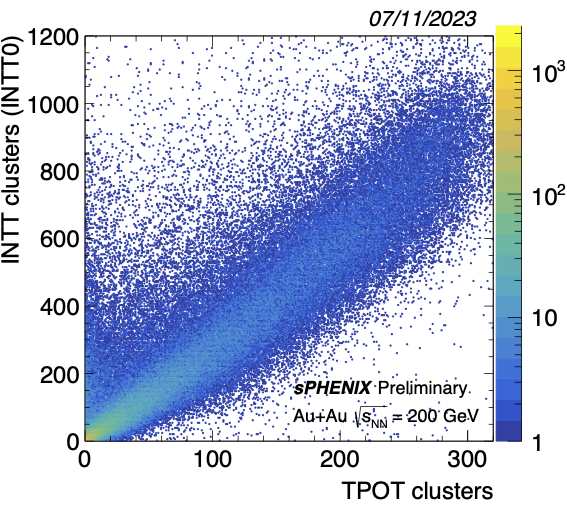 07/11/2023
INTT clusters (INTT0)
1200
1000
800
600
400
200
0
0 100 200 300
TPOT clusters
10³
10²
10
1
sPHENIX Preliminary
Au+Au √sNN = 200 GeV